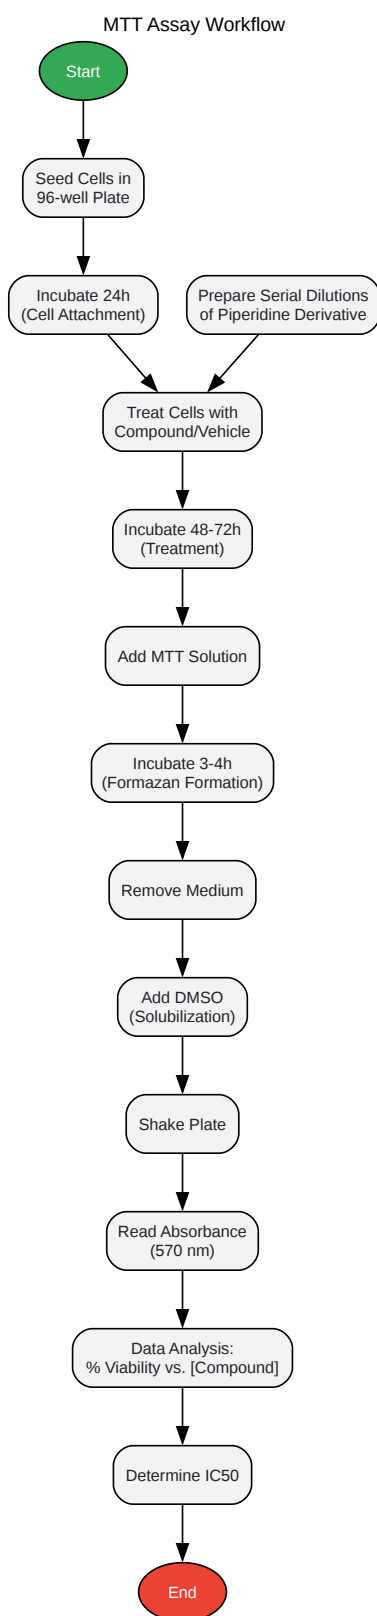 MTT Assay Workflow
Start
Seed Cells in
96-well Plate
Incubate 24h
(Cell Attachment)
Prepare Serial Dilutions
of Piperidine Derivative
Treat Cells with
Compound/Vehicle
Incubate 48-72h
(Treatment)
Add MTT Solution
Incubate 3-4h
(Formazan Formation)
Remove Medium
Add DMSO
(Solubilization)
Shake Plate
Read Absorbance
(570 nm)
Data Analysis:
% Viability vs. [Compound]
Determine IC50
End